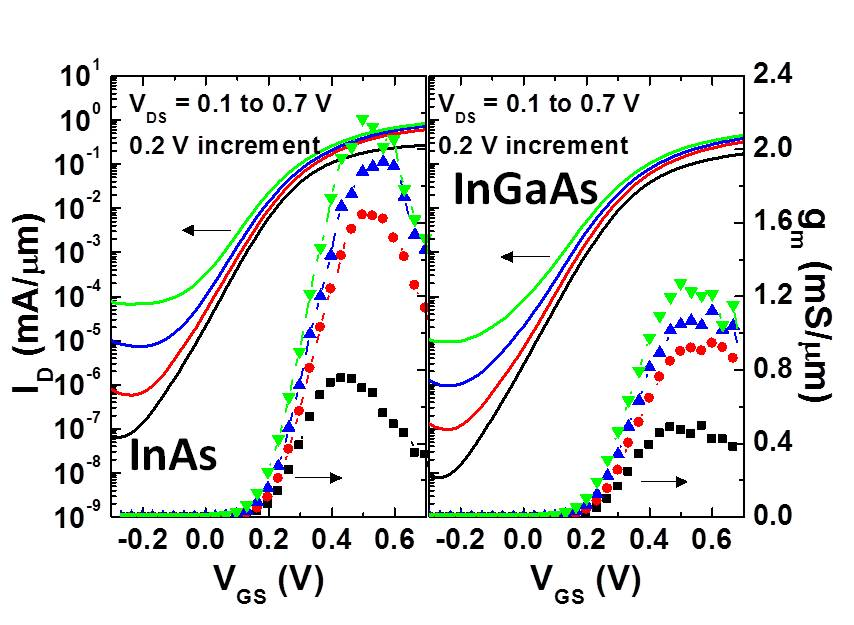 V_DS = 0.1 to 0.7 V
0.2 V increment
InAs
V_DS = 0.1 to 0.7 V
0.2 V increment
InGaAs
I_D (mA/μm)
10^1
10^0
10^-1
10^-2
10^-3
10^-4
10^-5
10^-6
10^-7
10^-8
10^-9
2.4
2.0
1.6
1.2
0.8
0.4
0.0
g_m (mS/μm)
-0.2 0.0 0.2 0.4 0.6 -0.2 0.0 0.2 0.4 0.6
V_GS (V) V_GS (V)